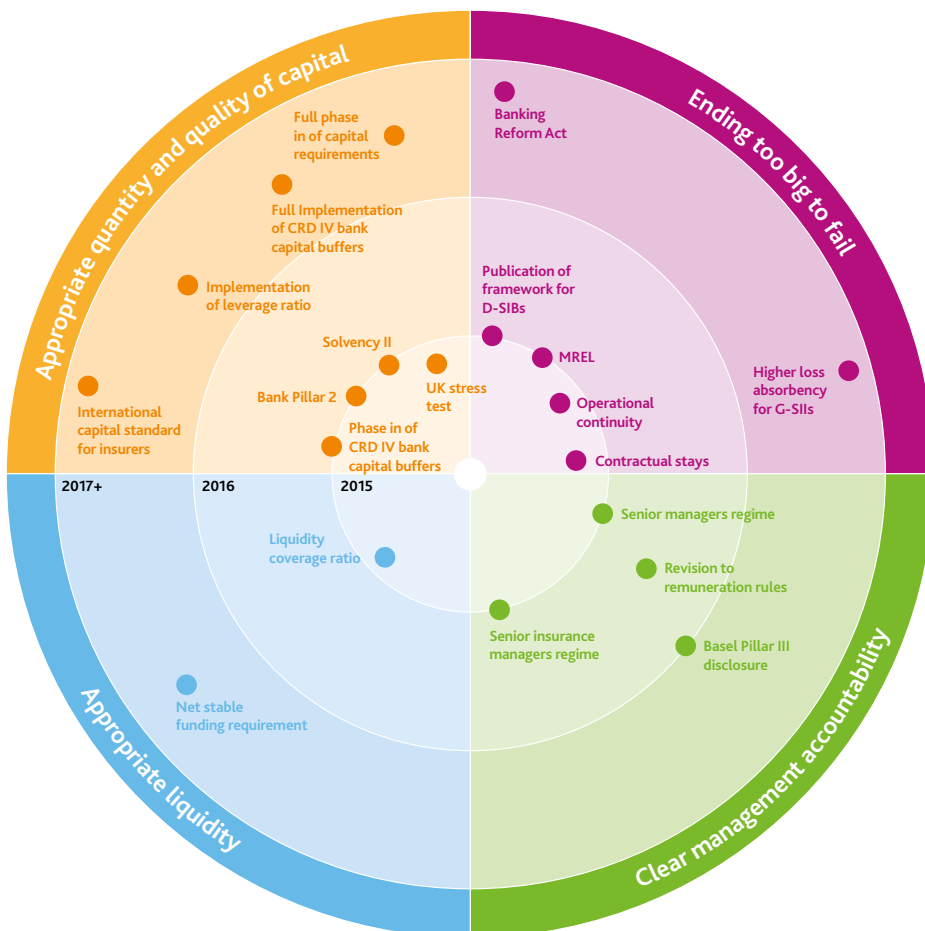 Appropriate quantity and quality of capital
Ending too big to fail
Full phase
in of capital
requirements
Banking
Reform Act
Full Implementation
of CRD IV bank
capital buffers
Publication of
framework for
D-SIBs
Implementation
of leverage ratio
Solvency II
MREL
UK stress
test
Bank Pillar 2
Higher loss
absorbency
for G-SIIs
International
capital standard
for insurers
Operational
continuity
Phase in of
CRD IV bank
capital buffers
Contractual stays
2017+
2016
2015
Senior managers regime
Liquidity
coverage ratio
Revision to
remuneration rules
Senior insurance
managers regime
Basel Pillar III
disclosure
Net stable
funding requirement
Appropriate liquidity
Clear management accountability